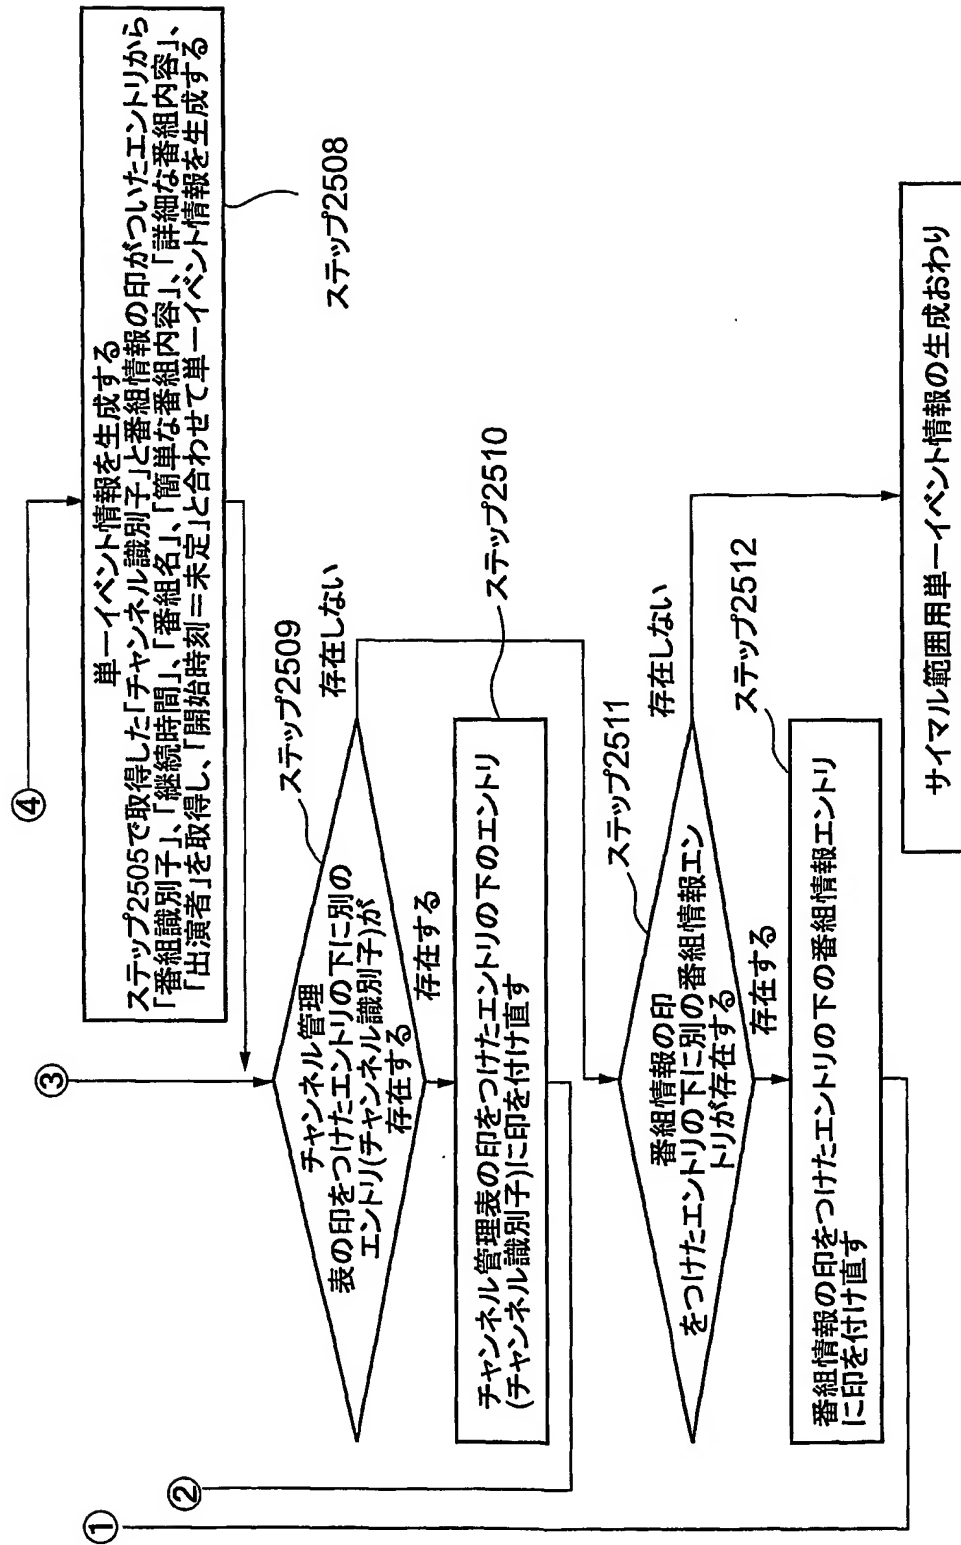 ④
単一イベント情報を生成する
ステップ2505で取得した「チャンネル識別子」と番組情報の印がついたエントリから
「番組識別子」、「継続時間」、「番組名」、「簡単な番組内容」、「詳細な番組内容」、
「出演者」を取得し、「開始時刻＝未定」と合わせて単一イベント情報を生成する
ステップ2508
③
チャンネル管理
表の印をつけたエントリの下に別の
エントリ(チャンネル識別子)が
存在する
ステップ2509
存在しない
存在する
②
チャンネル管理表の印をつけたエントリの下のエントリ
(チャンネル識別子)に印を付け直す
ステップ2510
番組情報の印
をつけたエントリの下に別の番組情報エン
トリが存在する
ステップ2511
存在しない
存在する
①
番組情報の印をつけたエントリの下の番組情報エントリ
に印を付け直す
ステップ2512
サイマル範囲用単一イベント情報の生成おわり